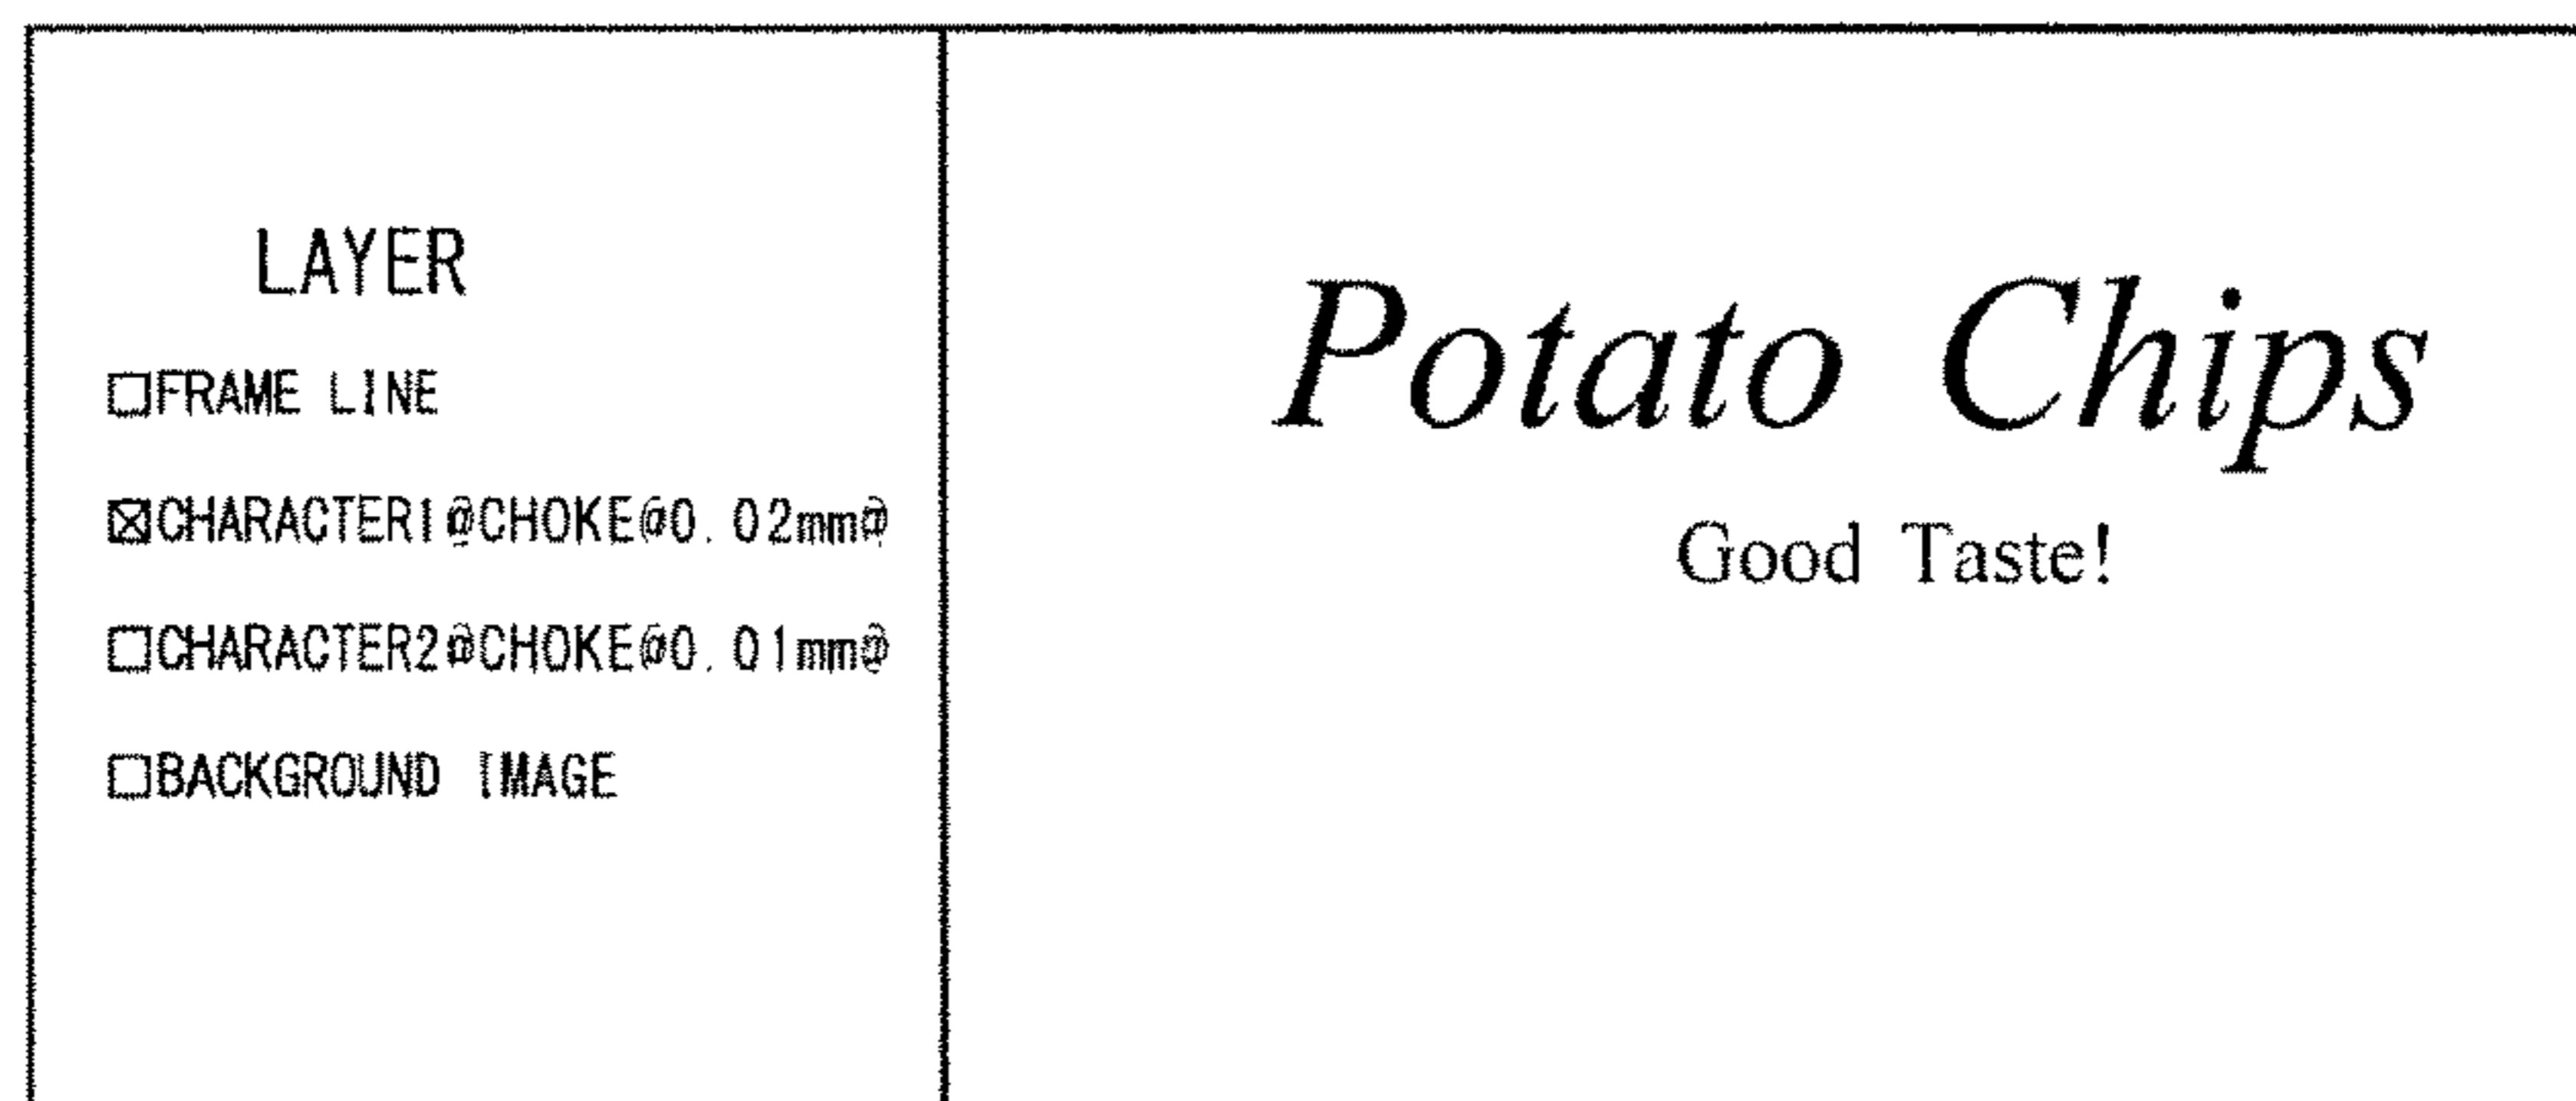 LAYER
☐FRAME LINE
☒CHARACTER1@CHOKE@0.02mm@
☐CHARACTER2@CHOKE@0.01mm@
☐BACKGROUND IMAGE
Potato Chips
Good Taste!